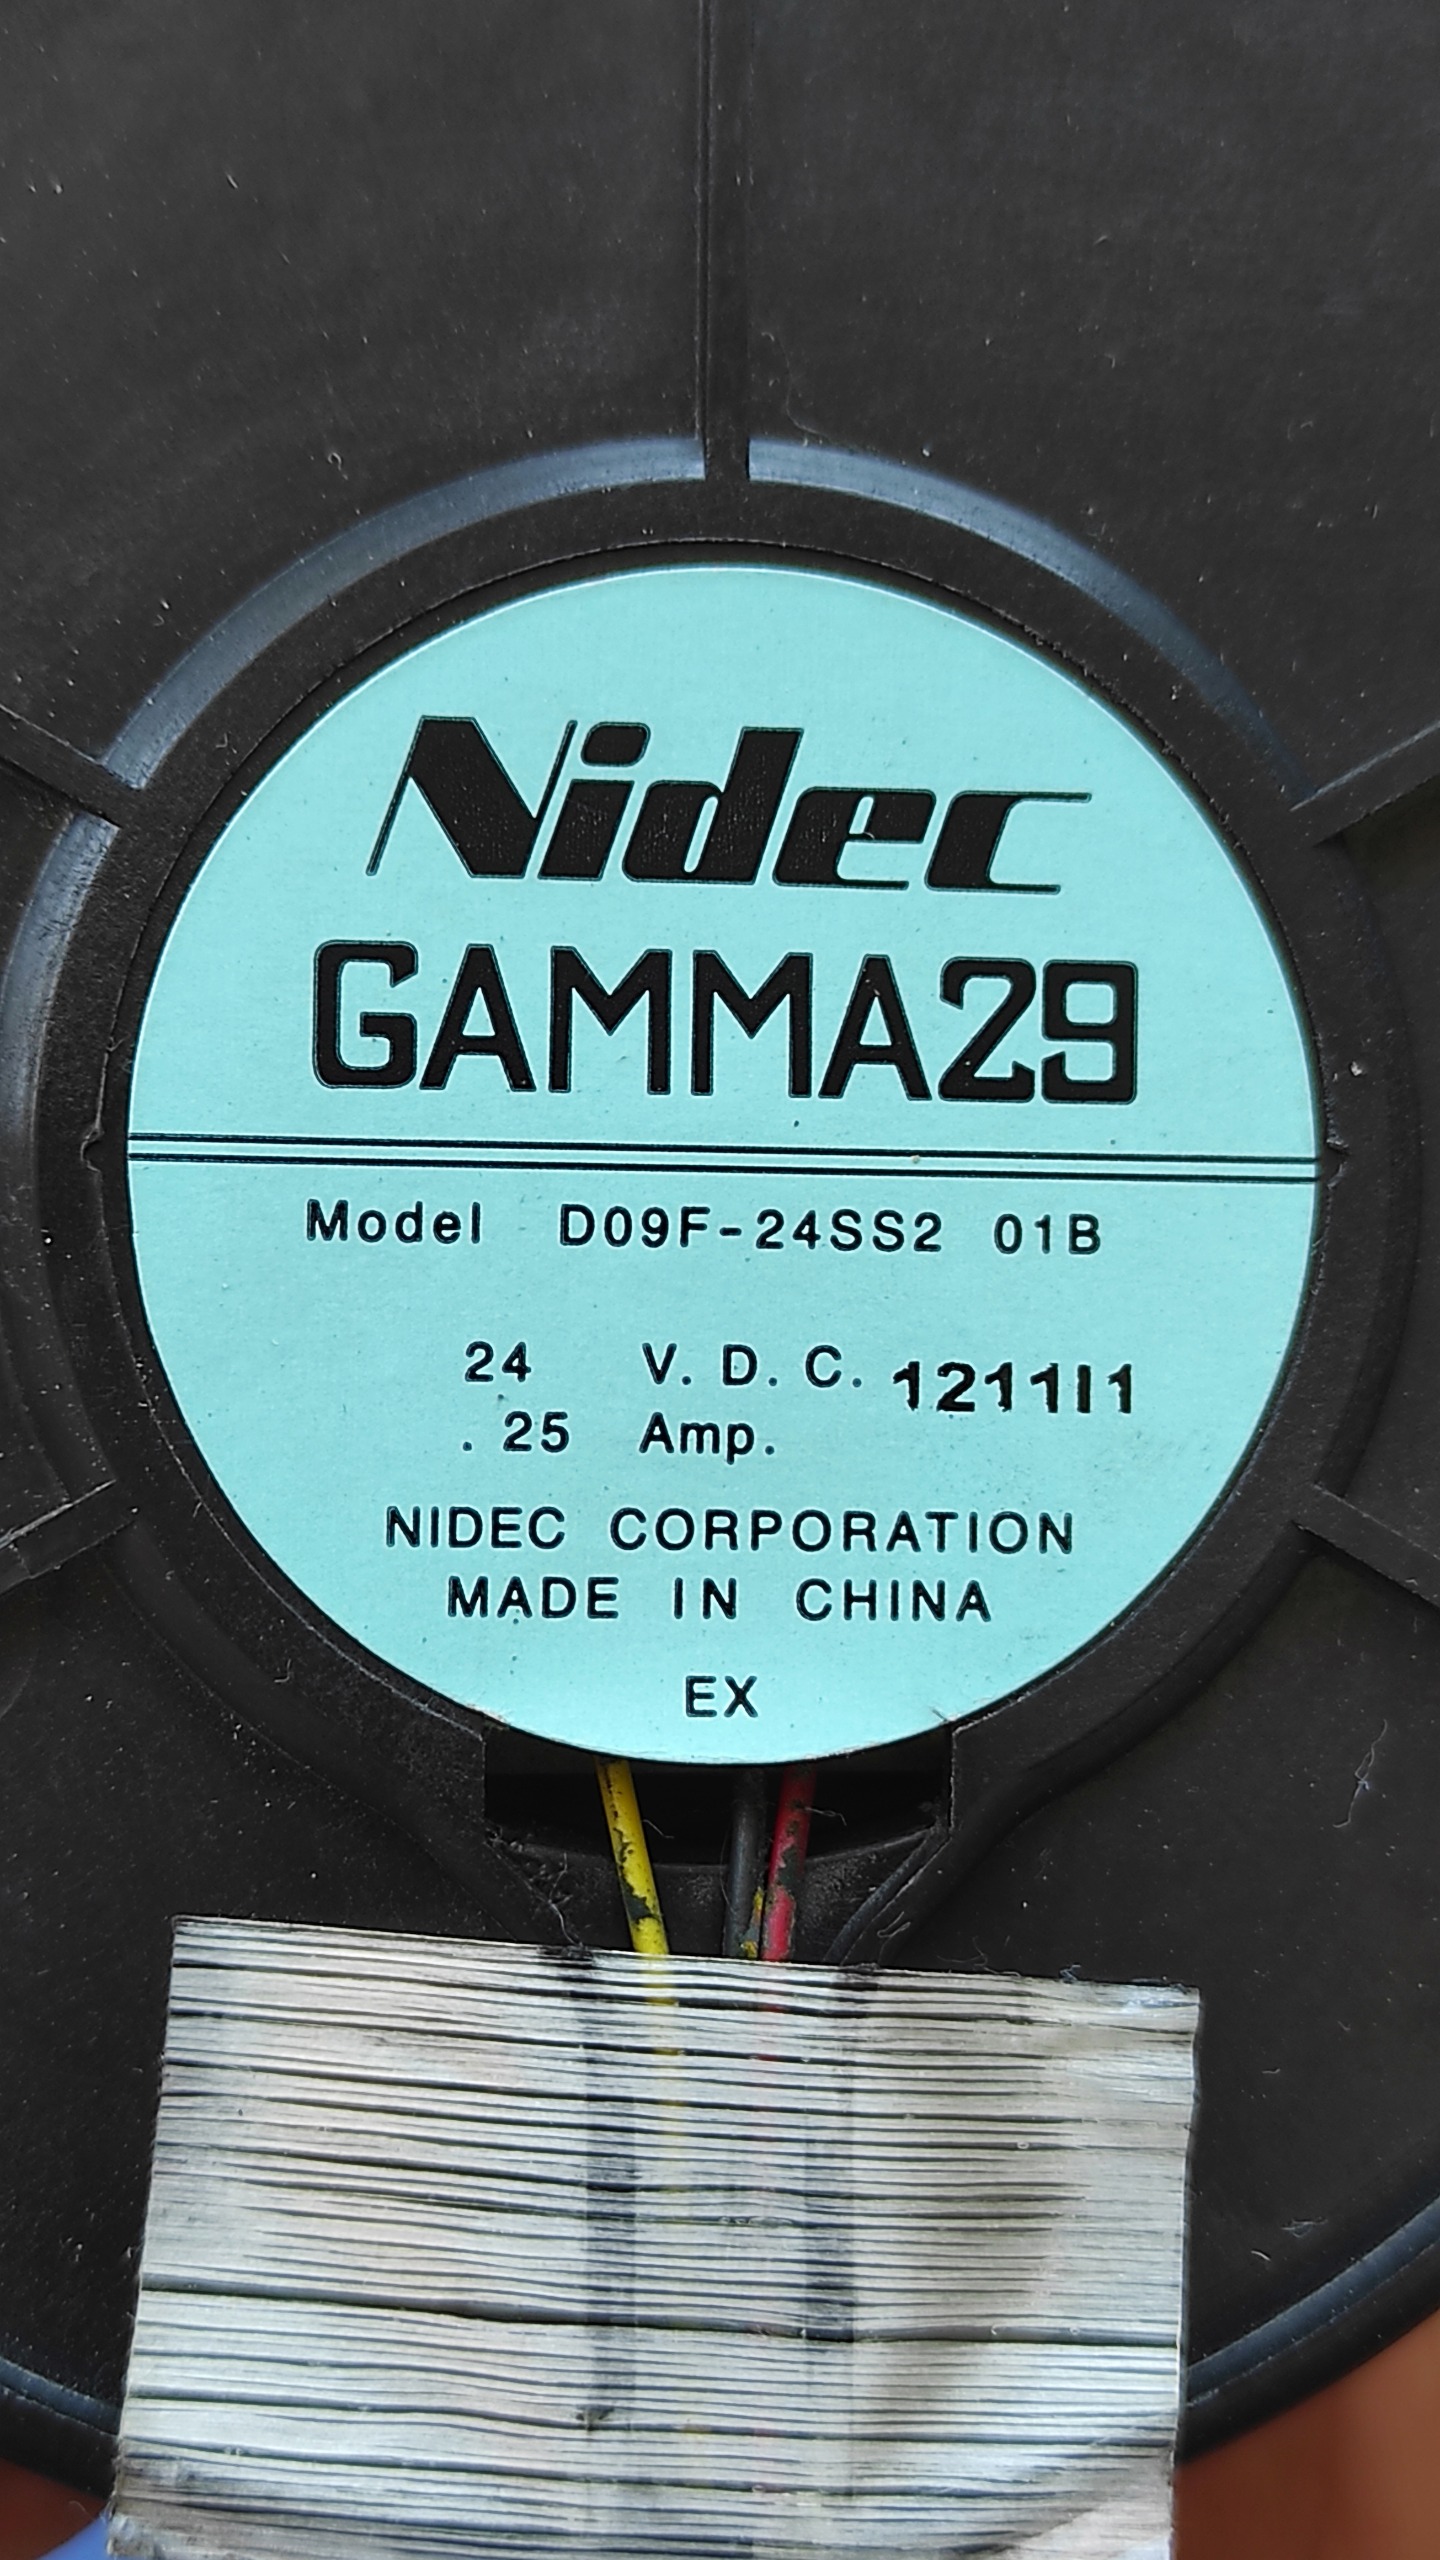 Nidec
GAMMA29
Model D09F-24SS2 01B
24 V. D. C. 121111
.25 Amp.
NIDEC CORPORATION
MADE IN CHINA
EX